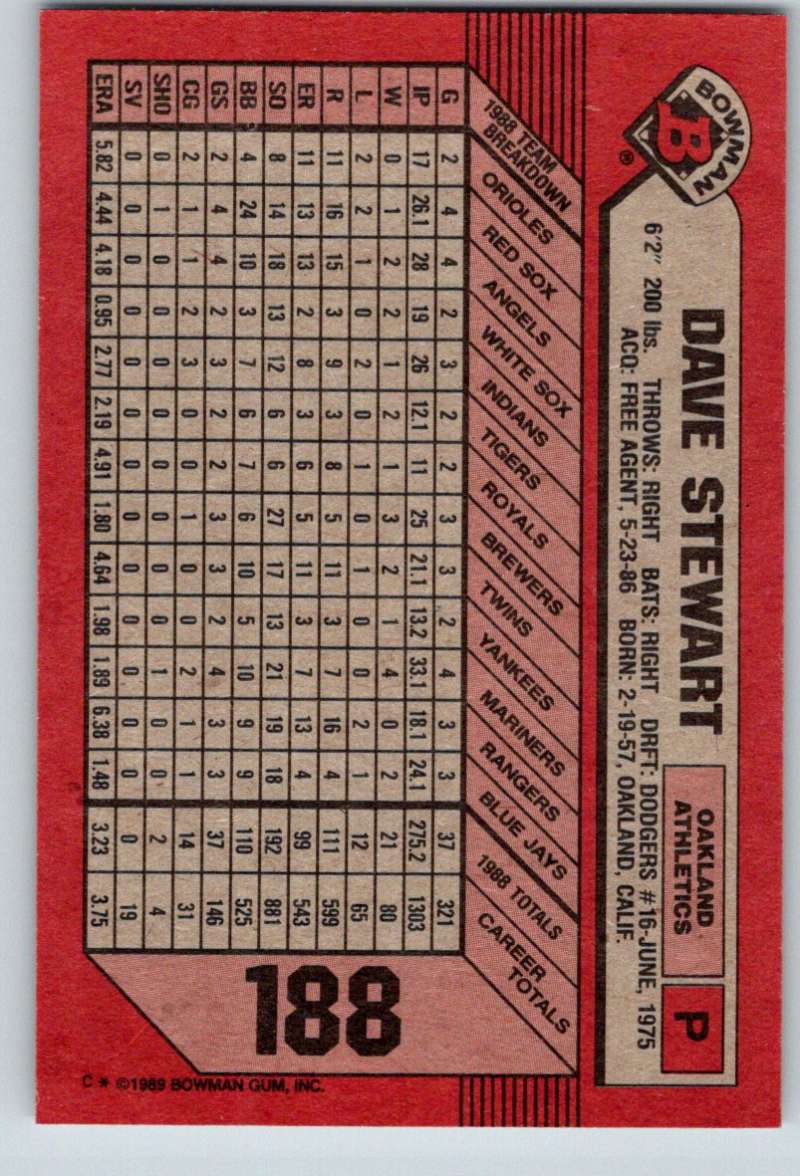 BOWMAN
B ®
DAVE STEWART
OAKLAND ATHLETICS
P
6'2" 200 lbs. THROWS: RIGHT BATS: RIGHT DRFT: DODGERS #16-JUNE, 1975
ACQ: FREE AGENT, 5-23-86 BORN: 2-19-57, OAKLAND, CALIF.
1988 TEAM BREAKDOWN ORIOLES RED SOX ANGELS WHITE SOX INDIANS TIGERS ROYALS BREWERS TWINS YANKEES MARINERS RANGERS BLUE JAYS 1988 TOTALS CAREER TOTALS
G 2 4 4 2 3 2 2 3 3 2 4 3 3 37 321
IP 17 26.1 28 19 26 12.1 11 25 21.1 13.2 33.1 18.1 24.1 275.2 1303
W 0 1 2 2 1 2 1 3 2 1 4 0 2 21 80
L 2 2 1 0 2 0 1 0 1 0 0 2 1 12 65
R 11 16 15 3 9 3 8 5 11 3 7 16 4 111 599
ER 11 13 13 2 8 3 6 5 11 3 7 13 4 99 543
SO 8 14 18 13 12 6 6 27 17 13 21 19 18 192 881
BB 4 24 10 3 7 6 7 6 10 5 10 9 9 110 525
GS 2 4 4 2 3 2 2 3 3 2 4 3 3 37 146
CG 2 1 1 2 3 0 0 1 0 0 2 1 1 14 31
SHO 0 1 0 0 0 0 0 0 0 0 1 0 0 2 4
SV 0 0 0 0 0 0 0 0 0 0 0 0 0 0 19
ERA 5.82 4.44 4.18 0.95 2.77 2.19 4.91 1.80 4.64 1.98 1.89 6.38 1.48 3.23 3.75
188
C * ©1989 BOWMAN GUM, INC.